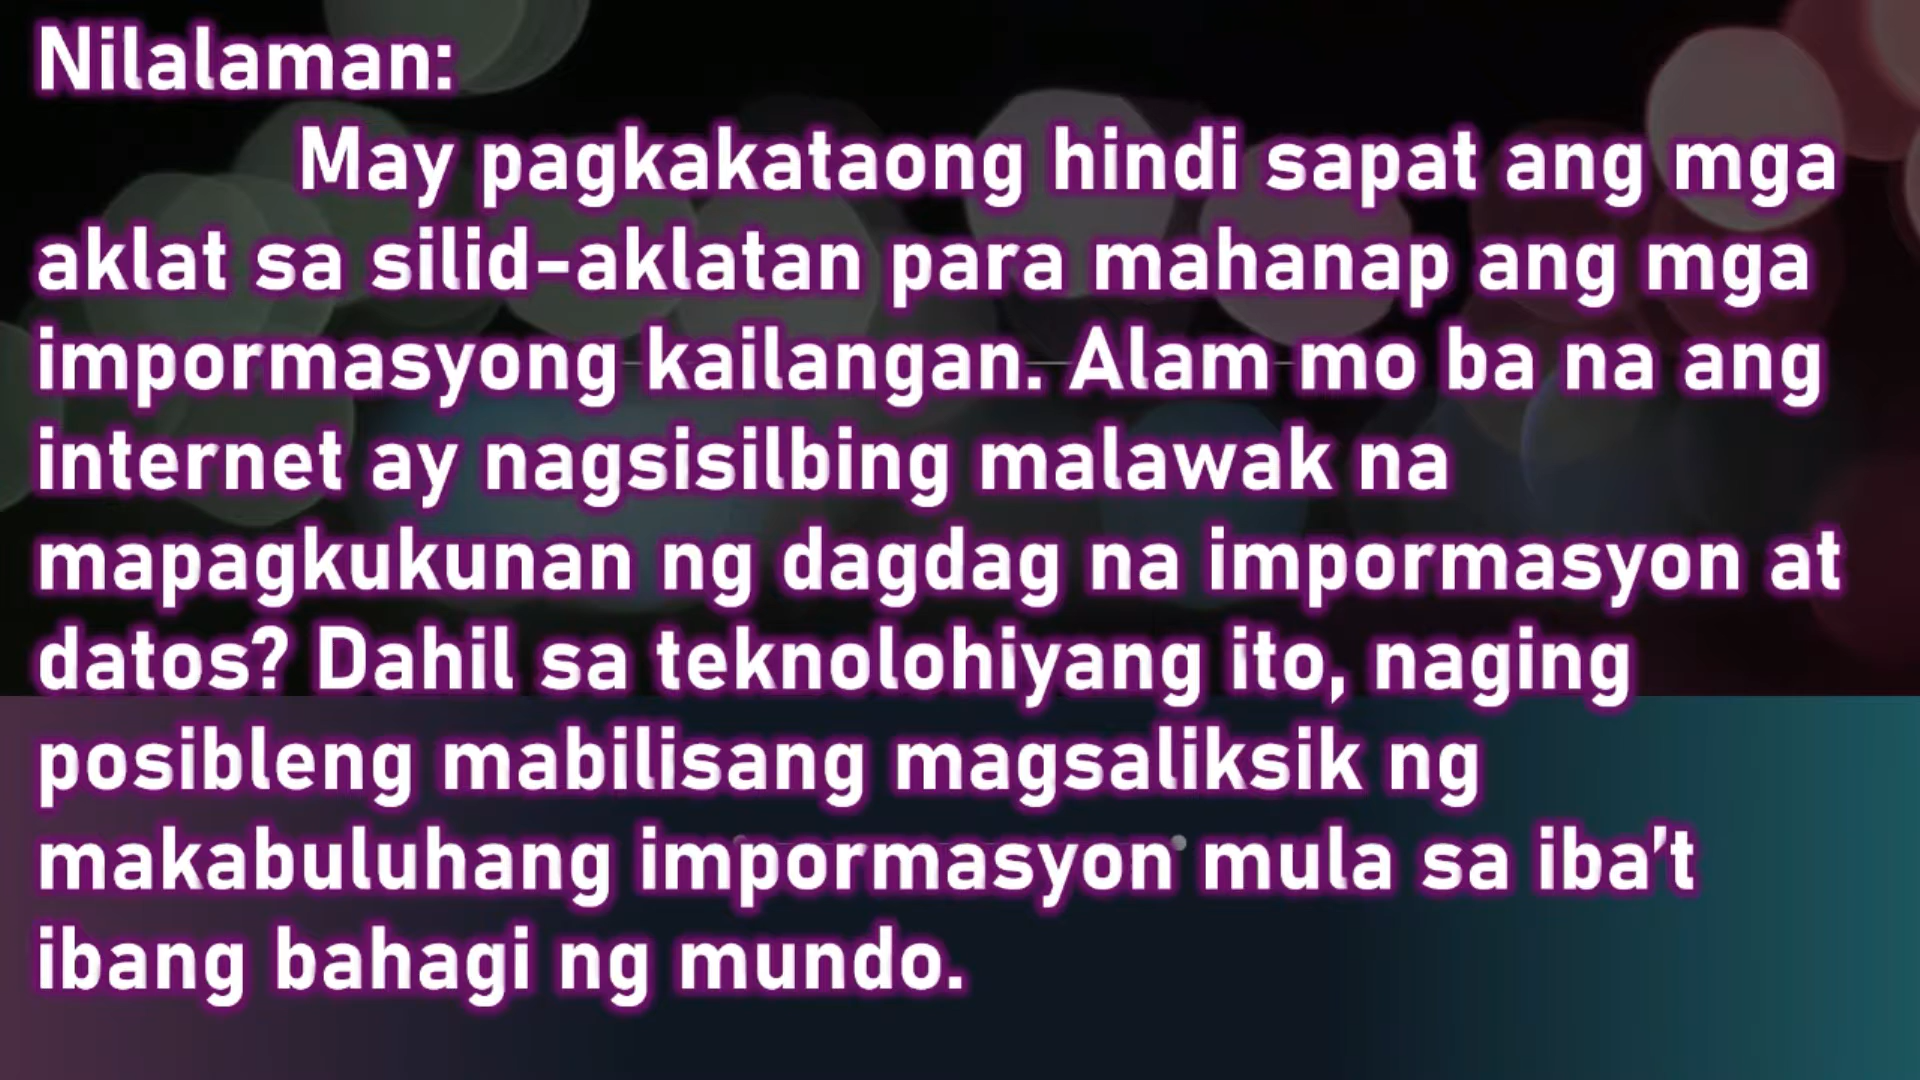 Nilalaman:
May pagkakataong hindi sapat ang mga
aklat sa silid-aklatan para mahanap ang mga
impormasyong kailangan. Alam mo ba na ang
internet ay nagsisilbing malawak na
mapagkukunan ng dagdag na impormasyon at
datos? Dahil sa teknolohiyang ito, naging
posibleng mabilisang magsaliksik ng
makabuluhang impormasyon mula sa iba't
ibang bahagi ng mundo.